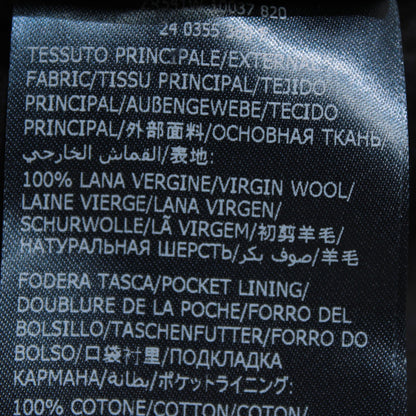 10037 820
24 0355
TESSUTO PRINCIPALE/EXTERNAL
FABRIC/TISSU PRINCIPAL/TEJIDO
PRINCIPAL/AUßENGEWEBE/TECIDO
PRINCIPAL/外部面料/ОСНОВНАЯ ТКАНЬ/
القماش الخارجي/表地:
100% LANA VERGINE/VIRGIN WOOL/
LAINE VIERGE/LANA VIRGEN/
SCHURWOLLE/LÃ VIRGEM/初剪羊毛/
НАТУРАЛЬНАЯ ШЕРСТЬ/صوف بكر/羊毛
FODERA TASCA/POCKET LINING/
DOUBLURE DE LA POCHE/FORRO DEL
BOLSILLO/TASCHENFUTTER/FORRO DO
BOLSO/口袋衬里/ПОДКЛАДКА
КАРМАНА/بطانة/ポケットライニング:
100% COTONE/COTTON/COTON/